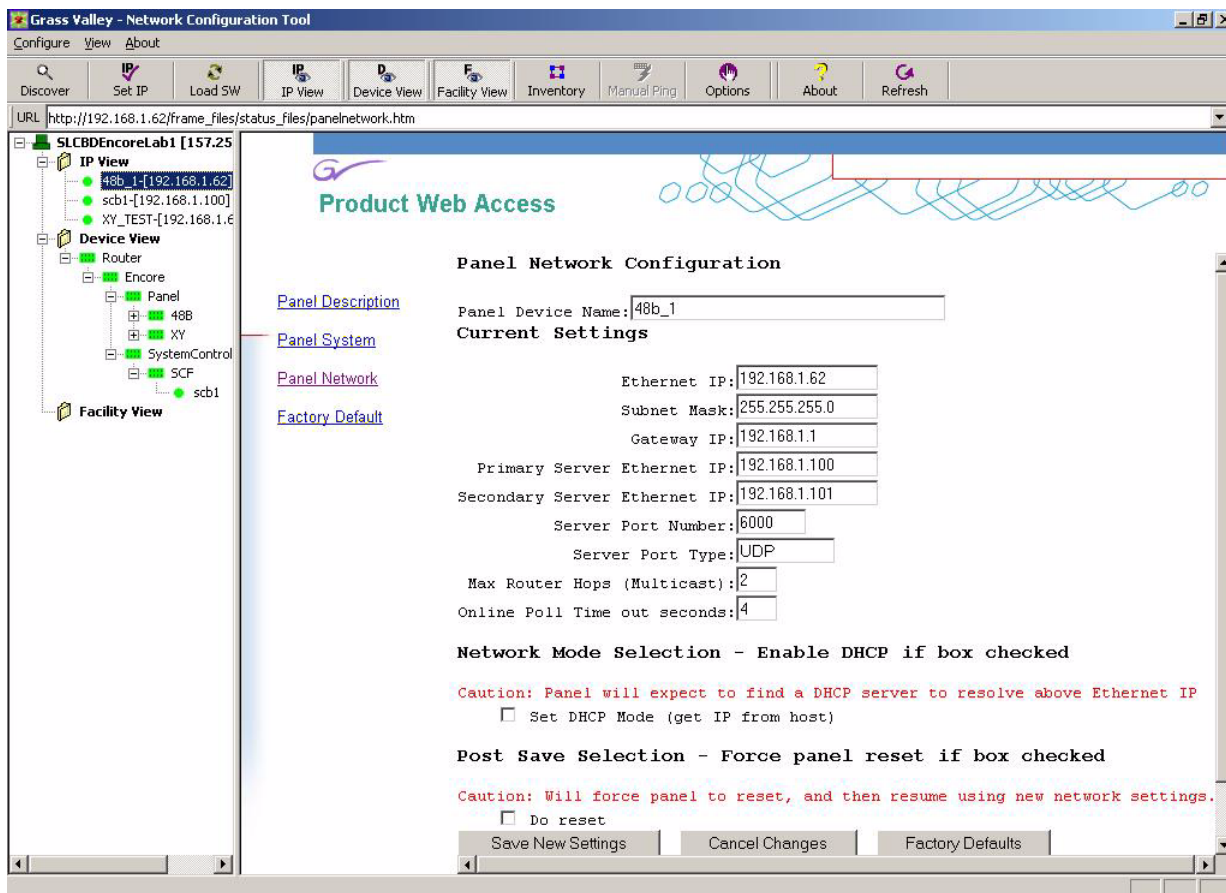 Grass Valley - Network Configuration Tool
Configure View About
Discover Set IP Load SW IP View Device View Facility View Inventory Manual Ping Options About Refresh
URL http://192.168.1.62/frame_files/status_files/panelnetwork.htm
SLCBDEncoreLab1 [157.25
IP View
48b_1-[192.168.1.62]
scb1-[192.168.1.100]
XY_TEST-[192.168.1.6
Device View
Router
Encore
Panel
48B
XY
SystemControl
SCF
scb1
Facility View
Product Web Access
Panel Description
Panel System
Panel Network
Factory Default
Panel Network Configuration
Panel Device Name: 48b_1
Current Settings
Ethernet IP: 192.168.1.62
Subnet Mask: 255.255.255.0
Gateway IP: 192.168.1.1
Primary Server Ethernet IP: 192.168.1.100
Secondary Server Ethernet IP: 192.168.1.101
Server Port Number: 6000
Server Port Type: UDP
Max Router Hops (Multicast): 2
Online Poll Time out seconds: 4
Network Mode Selection - Enable DHCP if box checked
Caution: Panel will expect to find a DHCP server to resolve above Ethernet IP
Set DHCP Mode (get IP from host)
Post Save Selection - Force panel reset if box checked
Caution: Will force panel to reset, and then resume using new network settings.
Do reset
Save New Settings Cancel Changes Factory Defaults